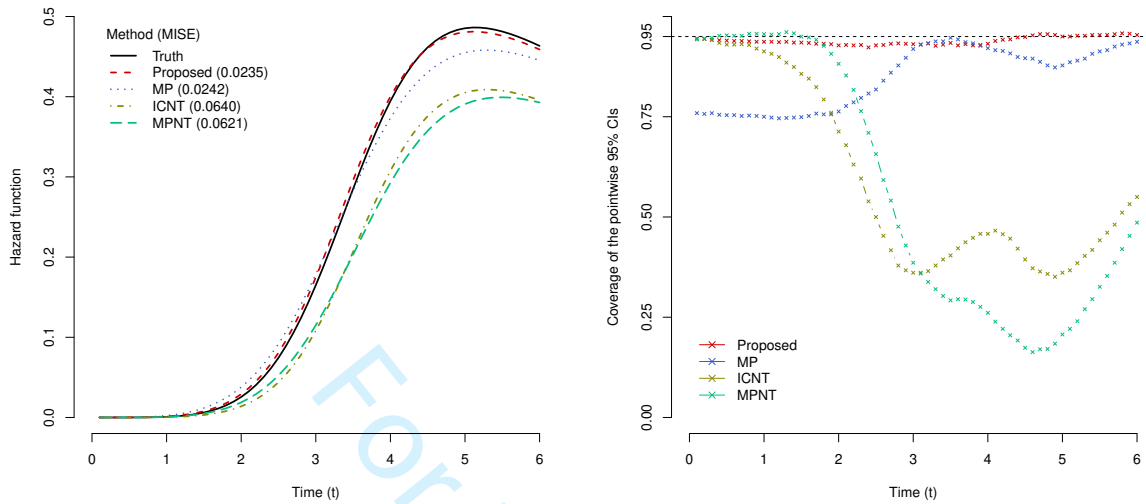 Method (MISE)
Truth
Proposed (0.0235)
MP (0.0242)
ICNT (0.0640)
MPNT (0.0621)
Hazard function
0.0
0.1
0.2
0.3
0.4
0.5
0 1 2 3 4 5 6
Time (t)
For
Coverage of the pointwise 95% CIs
0.00
0.25
0.50
0.75
0.95
Proposed
MP
ICNT
MPNT
0 1 2 3 4 5 6
Time (t)